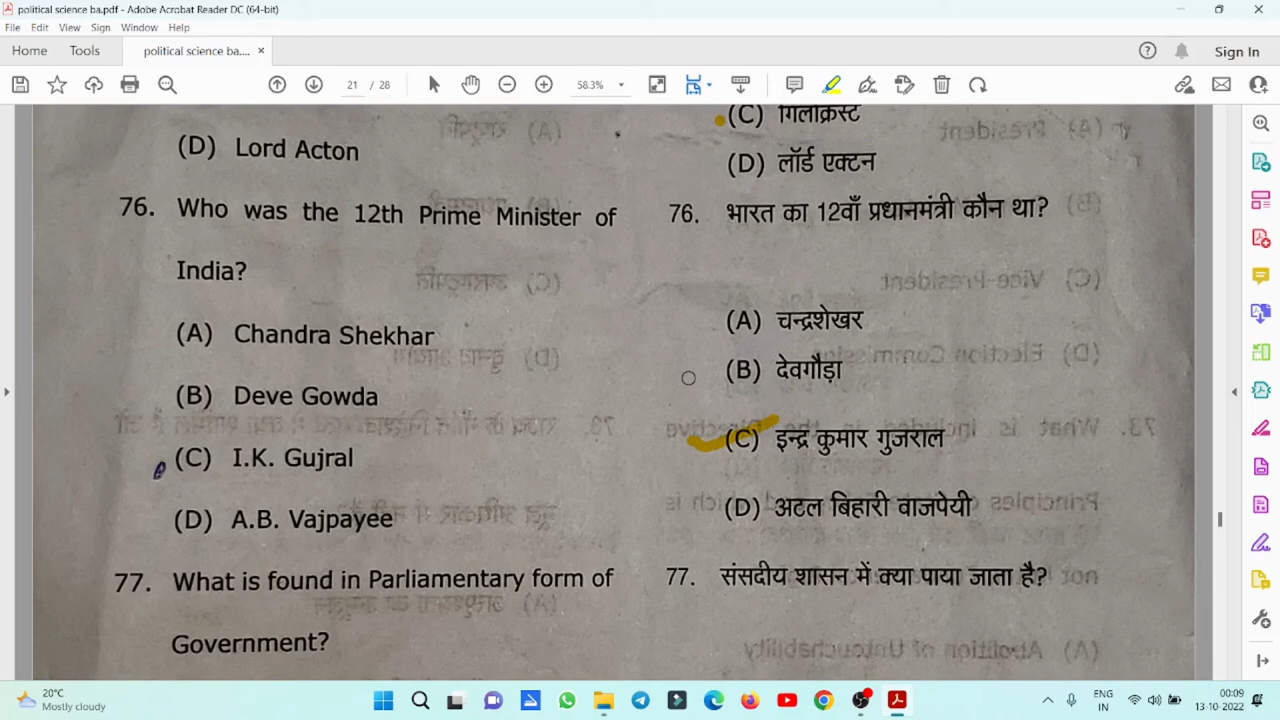 political science ba.pdf - Adobe Acrobat Reader DC (64-bit)
File Edit View Sign Window Help
Home Tools political science ba.... × Sign In
21 / 28 58.3%
(D) Lord Acton
76. Who was the 12th Prime Minister of
India?
(A) Chandra Shekhar
(B) Deve Gowda
(C) I.K. Gujral
(D) A.B. Vajpayee
77. What is found in Parliamentary form of
Government?
(C) गिलक्रिस्ट
(D) लॉर्ड एक्टन
76. भारत का 12वाँ प्रधानमंत्री कौन था?
(A) चन्द्रशेखर
(B) देवगौड़ा
(C) इन्द्र कुमार गुजराल
(D) अटल बिहारी वाजपेयी
77. संसदीय शासन में क्या पाया जाता है?
20°C
Mostly cloudy
ENG
IN
00:09
13-10-2022